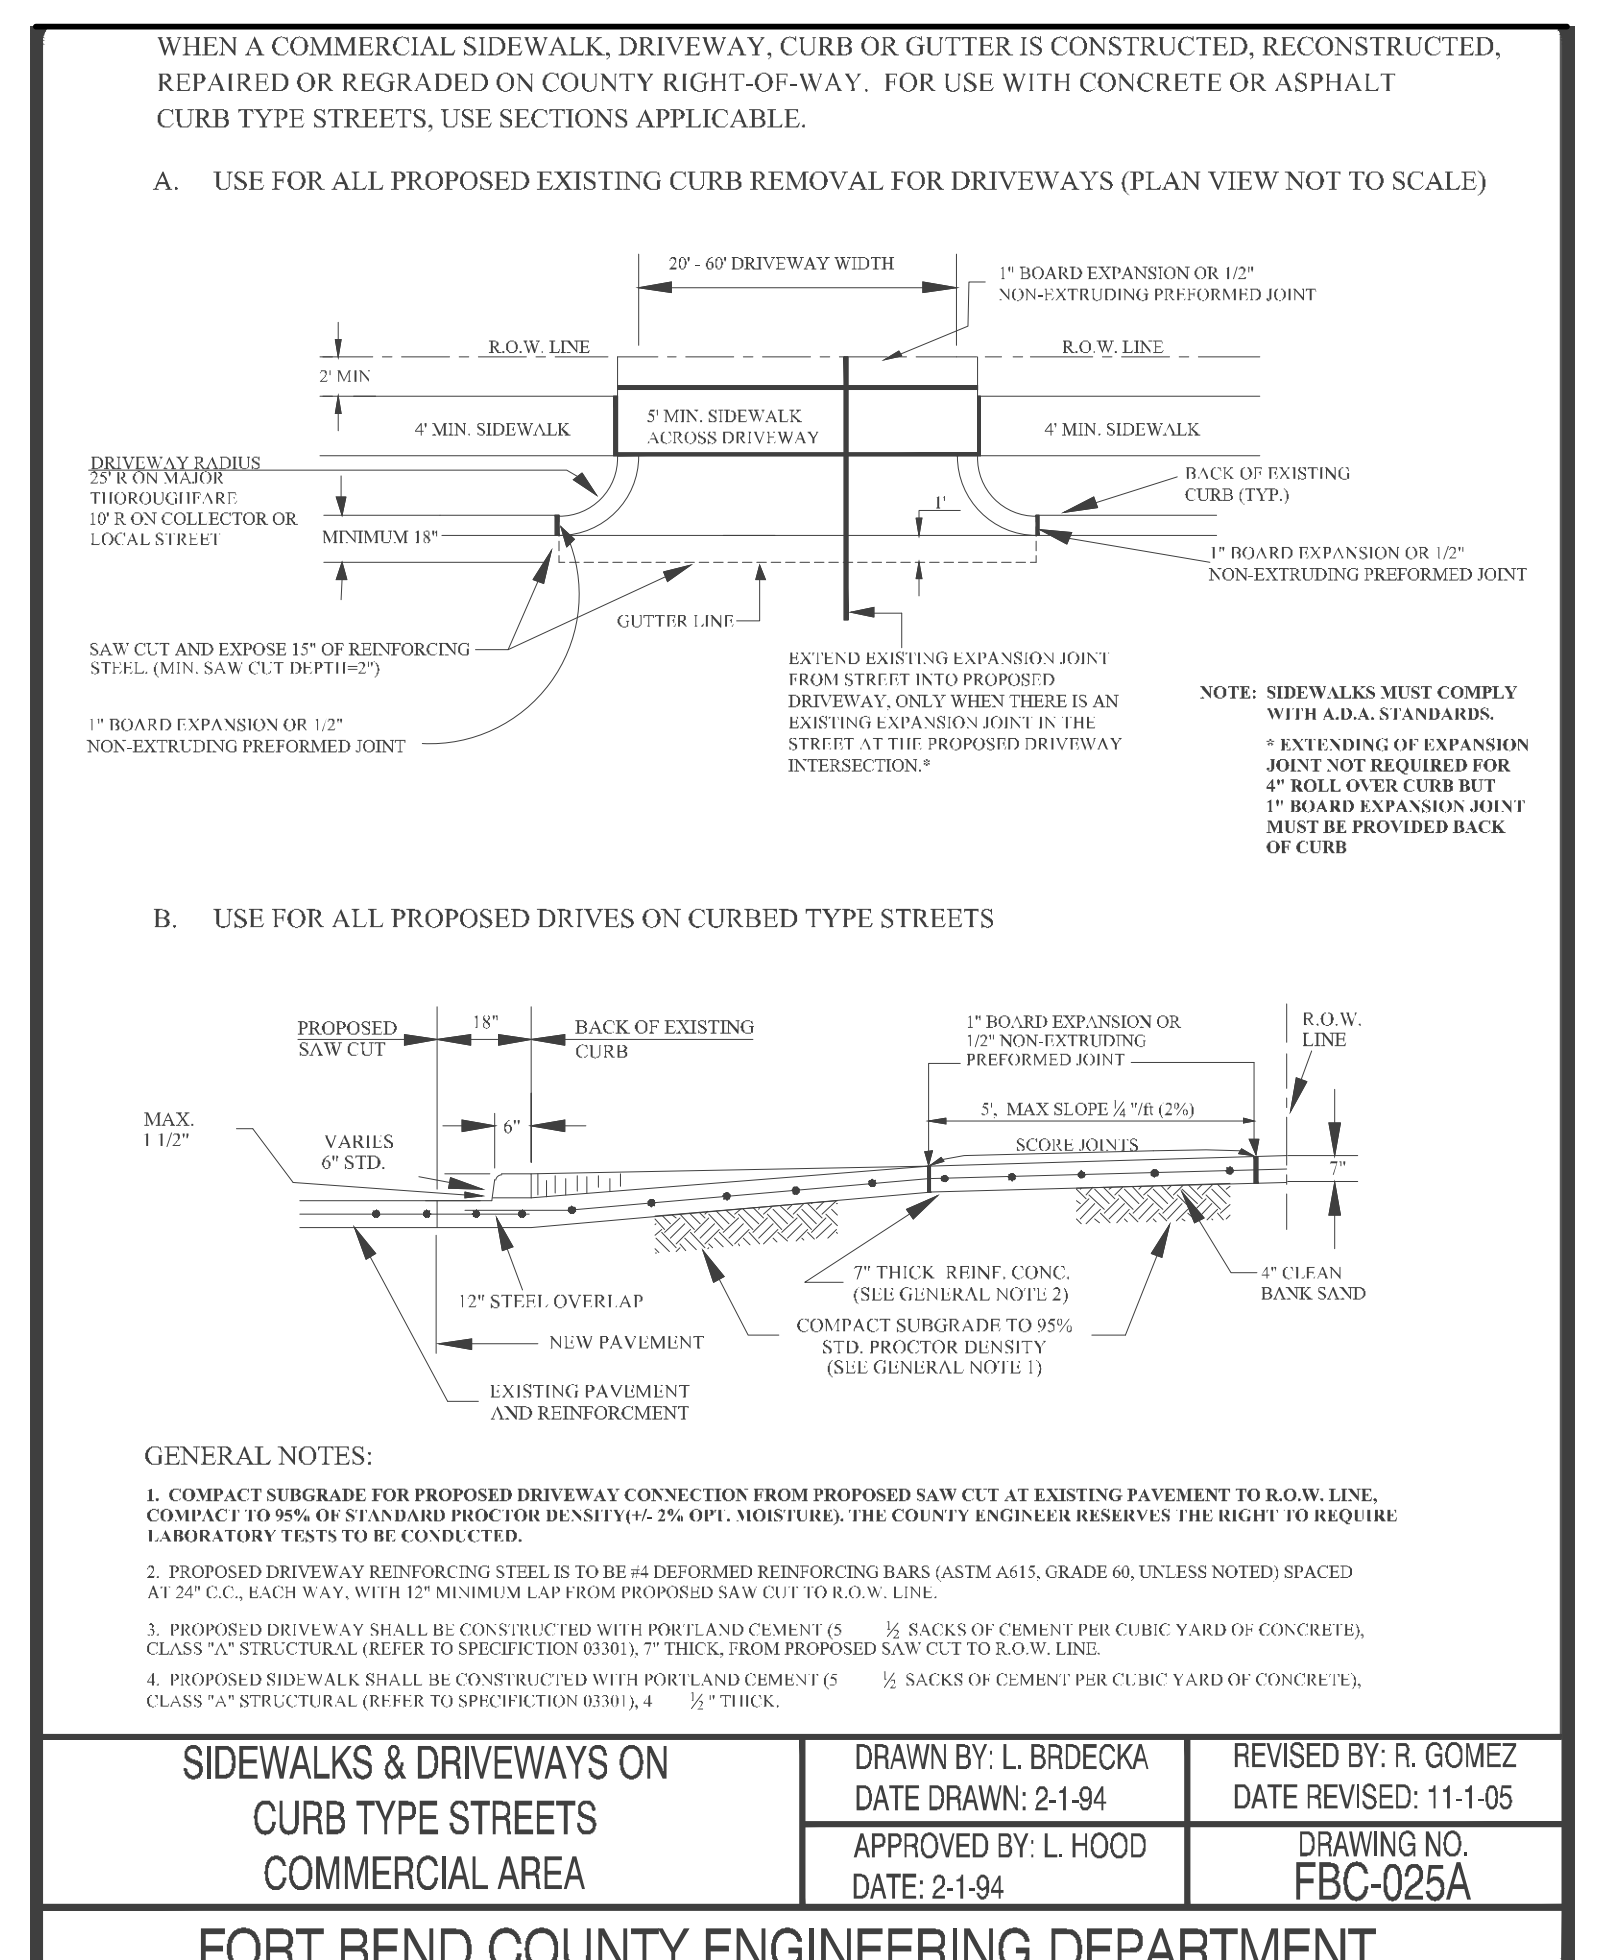 WHEN A COMMERCIAL SIDEWALK, DRIVEWAY, CURB OR GUTTER IS CONSTRUCTED, RECONSTRUCTED,
REPAIRED OR REGRADED ON COUNTY RIGHT-OF-WAY. FOR USE WITH CONCRETE OR ASPHALT
CURB TYPE STREETS, USE SECTIONS APPLICABLE.
A. USE FOR ALL PROPOSED EXISTING CURB REMOVAL FOR DRIVEWAYS (PLAN VIEW NOT TO SCALE)
20' - 60' DRIVEWAY WIDTH
1" BOARD EXPANSION OR 1/2"
NON-EXTRUDING PREFORMED JOINT
R.O.W. LINE
R.O.W. LINE
2' MIN
4' MIN. SIDEWALK
5' MIN. SIDEWALK
ACROSS DRIVEWAY
4' MIN. SIDEWALK
DRIVEWAY RADIUS
25' R ON MAJOR
THOROUGHFARE
10' R ON COLLECTOR OR
LOCAL STREET
MINIMUM 18"
1'
BACK OF EXISTING
CURB (TYP.)
1" BOARD EXPANSION OR 1/2"
NON-EXTRUDING PREFORMED JOINT
GUTTER LINE
SAW CUT AND EXPOSE 15" OF REINFORCING
STEEL. (MIN. SAW CUT DEPTH=2")
1" BOARD EXPANSION OR 1/2"
NON-EXTRUDING PREFORMED JOINT
EXTEND EXISTING EXPANSION JOINT
FROM STREET INTO PROPOSED
DRIVEWAY, ONLY WHEN THERE IS AN
EXISTING EXPANSION JOINT IN THE
STREET AT THE PROPOSED DRIVEWAY
INTERSECTION.*
NOTE: SIDEWALKS MUST COMPLY
WITH A.D.A. STANDARDS.
* EXTENDING OF EXPANSION
JOINT NOT REQUIRED FOR
4" ROLL OVER CURB BUT
1" BOARD EXPANSION JOINT
MUST BE PROVIDED BACK
OF CURB
B. USE FOR ALL PROPOSED DRIVES ON CURBED TYPE STREETS
PROPOSED
SAW CUT
18"
BACK OF EXISTING
CURB
1" BOARD EXPANSION OR
1/2" NON-EXTRUDING
PREFORMED JOINT
R.O.W.
LINE
MAX.
1 1/2"
VARIES
6" STD.
6"
5', MAX SLOPE ¼ "/ft (2%)
SCORE JOINTS
7"
12" STEEL OVERLAP
7" THICK REINF. CONC.
(SEE GENERAL NOTE 2)
4" CLEAN
BANK SAND
NEW PAVEMENT
COMPACT SUBGRADE TO 95%
STD. PROCTOR DENSITY
(SEE GENERAL NOTE 1)
EXISTING PAVEMENT
AND REINFORCMENT
GENERAL NOTES:
1. COMPACT SUBGRADE FOR PROPOSED DRIVEWAY CONNECTION FROM PROPOSED SAW CUT AT EXISTING PAVEMENT TO R.O.W. LINE,
COMPACT TO 95% OF STANDARD PROCTOR DENSITY(+/- 2% OPT. MOISTURE). THE COUNTY ENGINEER RESERVES THE RIGHT TO REQUIRE
LABORATORY TESTS TO BE CONDUCTED.
2. PROPOSED DRIVEWAY REINFORCING STEEL IS TO BE #4 DEFORMED REINFORCING BARS (ASTM A615, GRADE 60, UNLESS NOTED) SPACED
AT 24" C.C., EACH WAY, WITH 12" MINIMUM LAP FROM PROPOSED SAW CUT TO R.O.W. LINE.
3. PROPOSED DRIVEWAY SHALL BE CONSTRUCTED WITH PORTLAND CEMENT (5 ½ SACKS OF CEMENT PER CUBIC YARD OF CONCRETE),
CLASS "A" STRUCTURAL (REFER TO SPECIFICTION 03301), 7" THICK, FROM PROPOSED SAW CUT TO R.O.W. LINE.
4. PROPOSED SIDEWALK SHALL BE CONSTRUCTED WITH PORTLAND CEMENT (5 ½ SACKS OF CEMENT PER CUBIC YARD OF CONCRETE),
CLASS "A" STRUCTURAL (REFER TO SPECIFICTION 03301), 4 ½ " THICK.
SIDEWALKS & DRIVEWAYS ON
CURB TYPE STREETS
COMMERCIAL AREA
DRAWN BY: L. BRDECKA
DATE DRAWN: 2-1-94
REVISED BY: R. GOMEZ
DATE REVISED: 11-1-05
APPROVED BY: L. HOOD
DATE: 2-1-94
DRAWING NO.
FBC-025A
FORT BEND COUNTY ENGINEERING DEPARTMENT